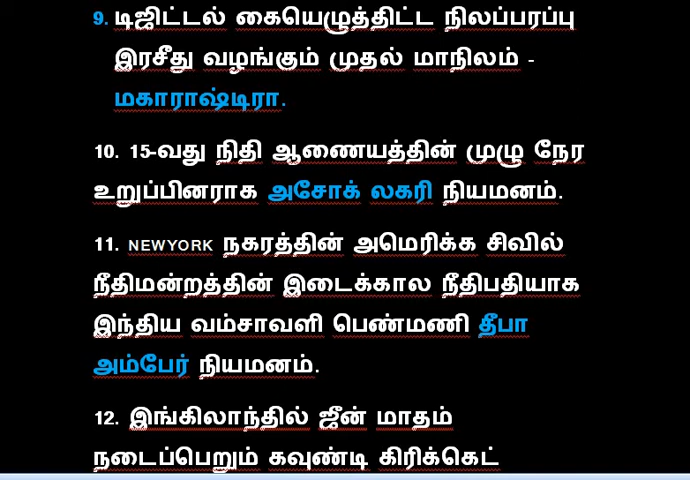 9. டிஜிட்டல் கையெழுத்திட்ட நிலப்பரப்பு
இரசீது வழங்கும் முதல் மாநிலம் -
மகாராஷ்டிரா.
10. 15-வது நிதி ஆணையத்தின் முழு நேர
உறுப்பினராக அசோக் லகரி நியமனம்.
11. NEWYORK நகரத்தின் அமெரிக்க சிவில்
நீதிமன்றத்தின் இடைக்கால நீதிபதியாக
இந்திய வம்சாவளி பெண்மணி தீபா
அம்பேர் நியமனம்.
12. இங்கிலாந்தில் ஜீன் மாதம்
நடைப்பெறும் கவுண்டி கிரிக்கெட்